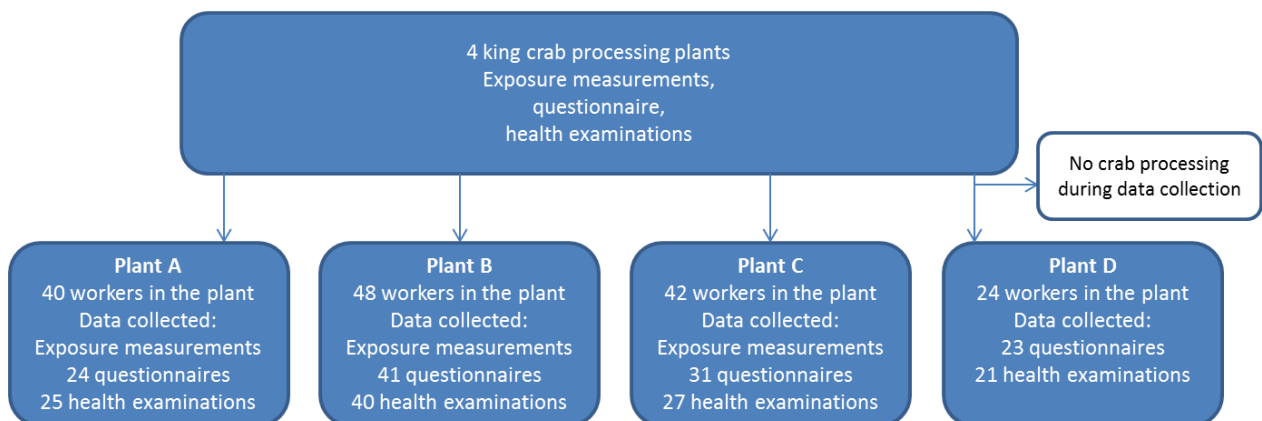 4 king crab processing plants
Exposure measurements,
questionnaire,
health examinations
No crab processing
during data collection
Plant A
40 workers in the plant
Data collected:
Exposure measurements
24 questionnaires
25 health examinations
Plant B
48 workers in the plant
Data collected:
Exposure measurements
41 questionnaires
40 health examinations
Plant C
42 workers in the plant
Data collected:
Exposure measurements
31 questionnaires
27 health examinations
Plant D
24 workers in the plant
Data collected:
23 questionnaires
21 health examinations